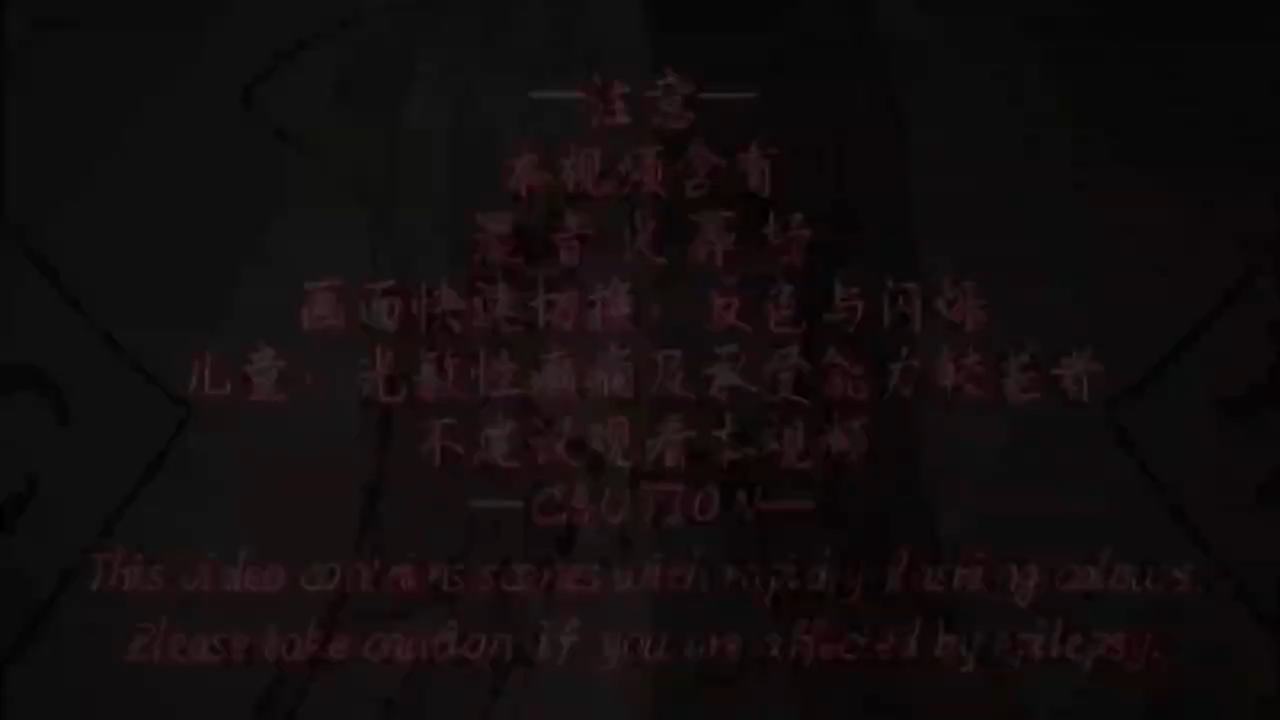 —注意—
本视频含有
混音及
画面快速切换，反色与闪烁
儿童，光敏性癫痫及承受能力较差者
不建议观看本视频
—CAUTION—
This video contains scenes with rapidly flashing colours.
Please take caution if you are affected by epilepsy.